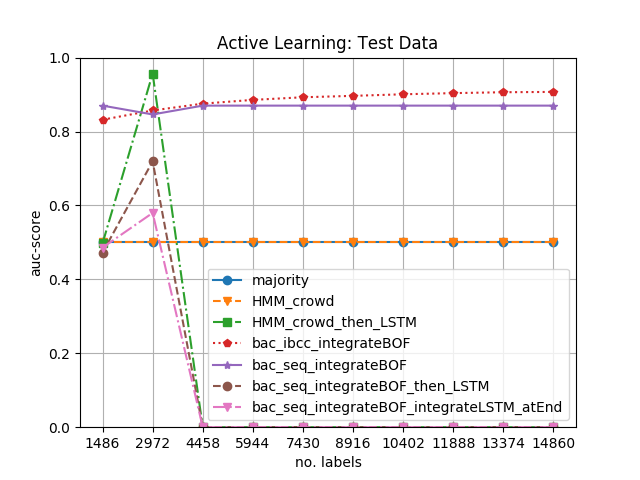 Active Learning: Test Data
auc-score
1.0
0.8
0.6
0.4
0.2
0.0
majority
HMM_crowd
HMM_crowd_then_LSTM
bac_ibcc_integrateBOF
bac_seq_integrateBOF
bac_seq_integrateBOF_then_LSTM
bac_seq_integrateBOF_integrateLSTM_atEnd
1486 2972 4458 5944 7430 8916 10402 11888 13374 14860
no. labels